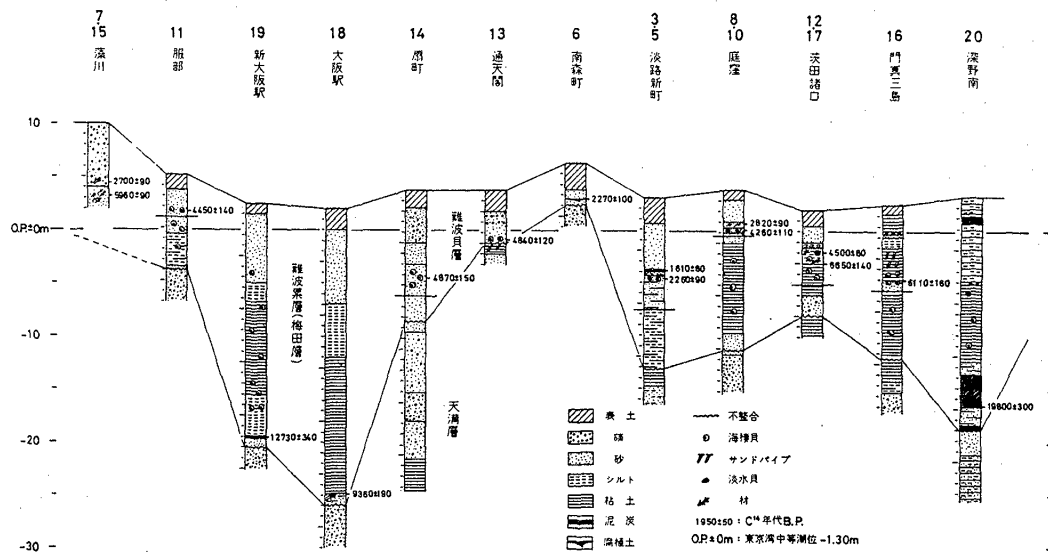 7
15
藻川
11
服部
19
新大阪駅
18
大阪駅
14
扇町
13
通天閣
6
南森町
3・5
淡路新町
8・10
庭窪
12・17
茨田諸口
16
門真三島
20
深野南
10
O.P.±0m
-10
-20
-30
2700±90
5960±90
4450±140
12730±340
9360±190
4870±150
4840±120
2270±100
1610±80
2260±90
2820±90
4260±110
4500±80
6650±140
6110±160
19800±300
難波累層(梅田層)
難波貝層
天満層
表土
礫
砂
シルト
粘土
泥炭
腐植土
不整合
海棲貝
サンドパイプ
淡水貝
材
1950±50:C¹⁴年代B.P.
O.P.±0m:東京湾中等潮位-1.30m